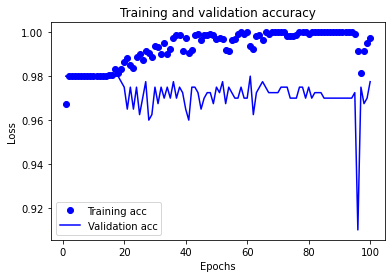 Training and validation accuracy
Loss
1.00
0.98
0.96
0.94
0.92
Training acc
Validation acc
0
20
40
60
80
100
Epochs